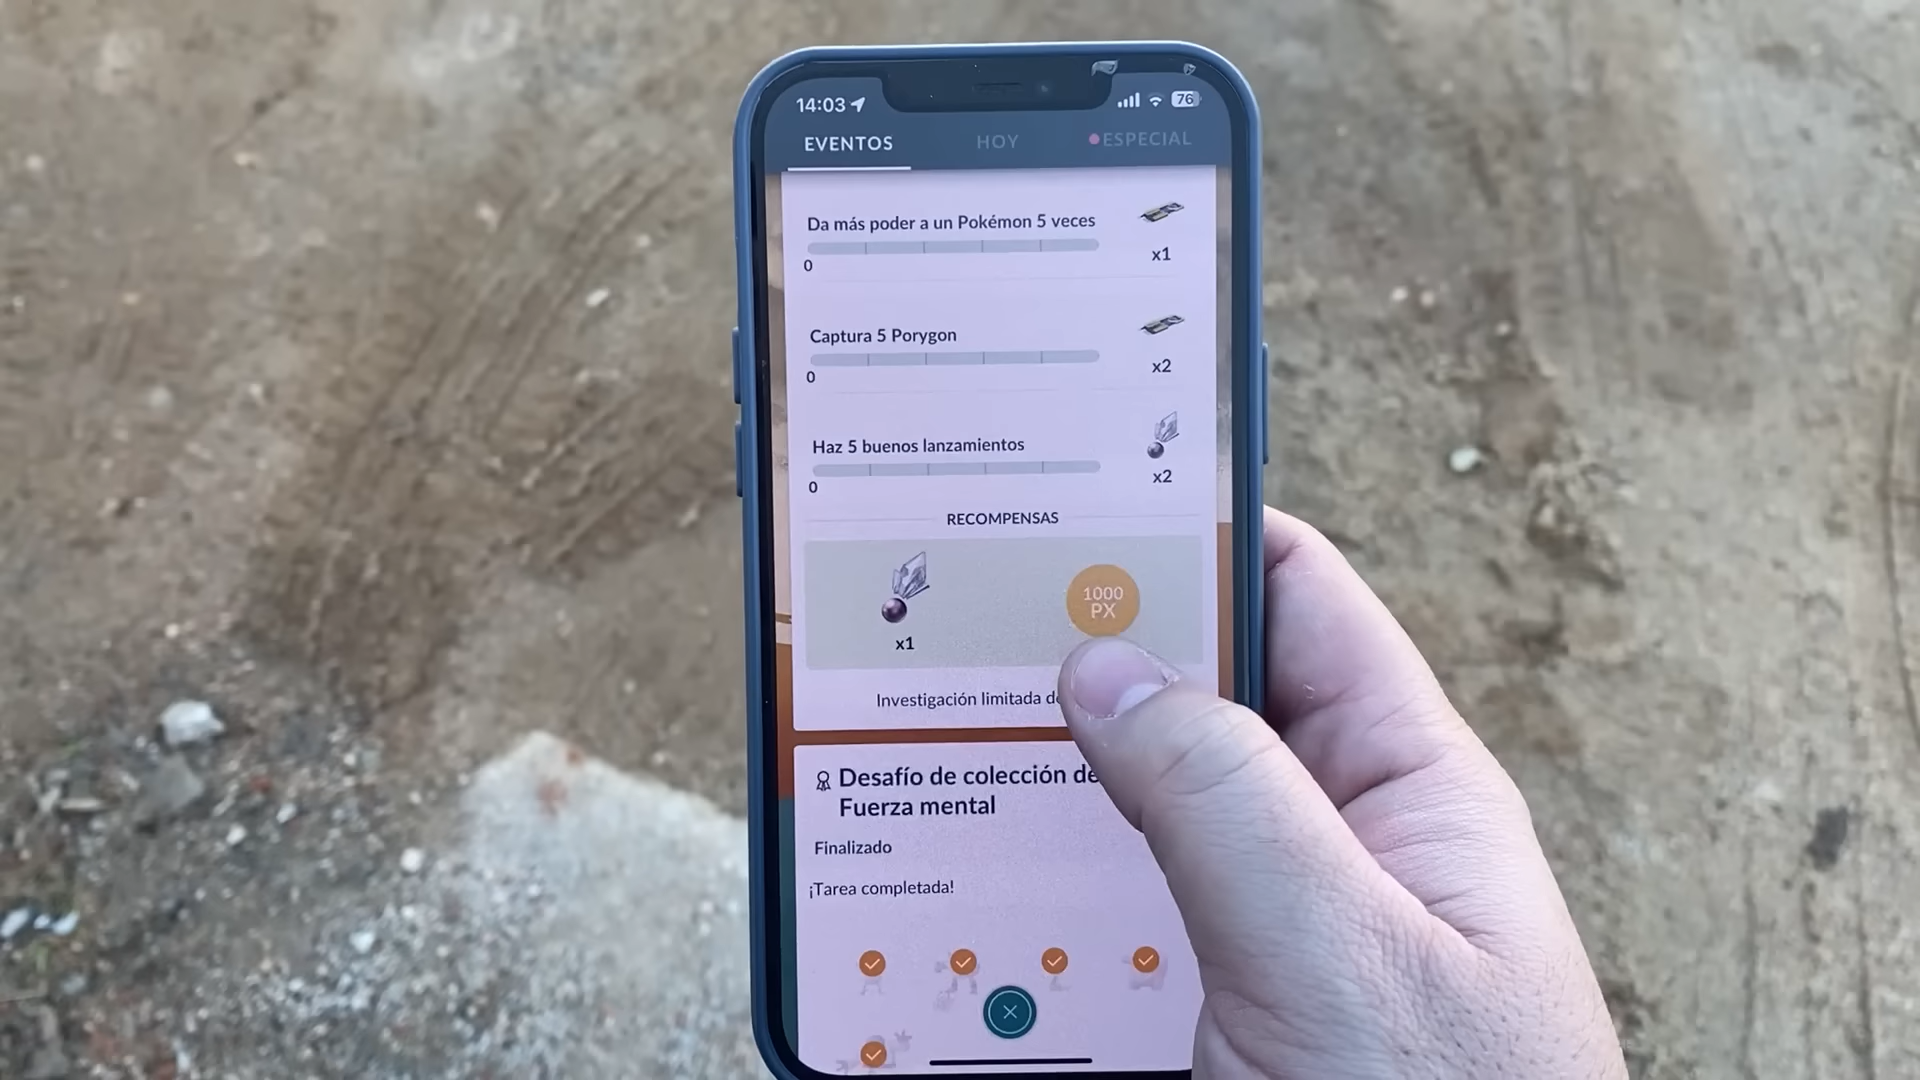 14:03
76
EVENTOS
HOY
ESPECIAL
Da más poder a un Pokémon 5 veces
0
x1
Captura 5 Porygon
0
x2
Haz 5 buenos lanzamientos
0
x2
RECOMPENSAS
x1
1000
PX
Investigación limitada
Desafío de colección de
Fuerza mental
Finalizado
¡Tarea completada!